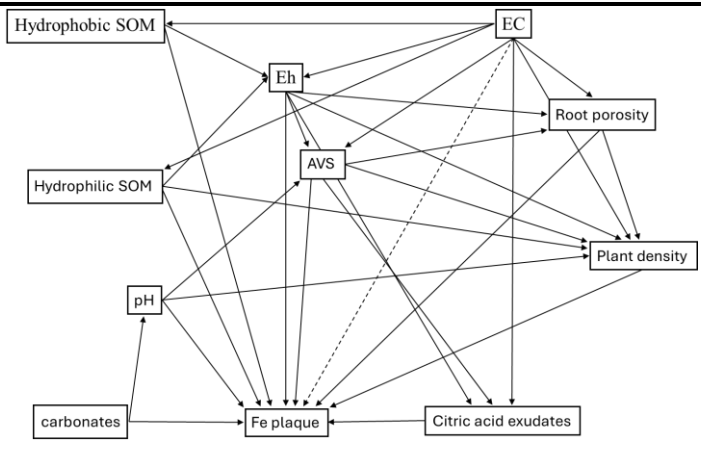 Hydrophobic SOM
EC
Eh
Root porosity
AVS
Hydrophilic SOM
Plant density
pH
carbonates
Fe plaque
Citric acid exudates